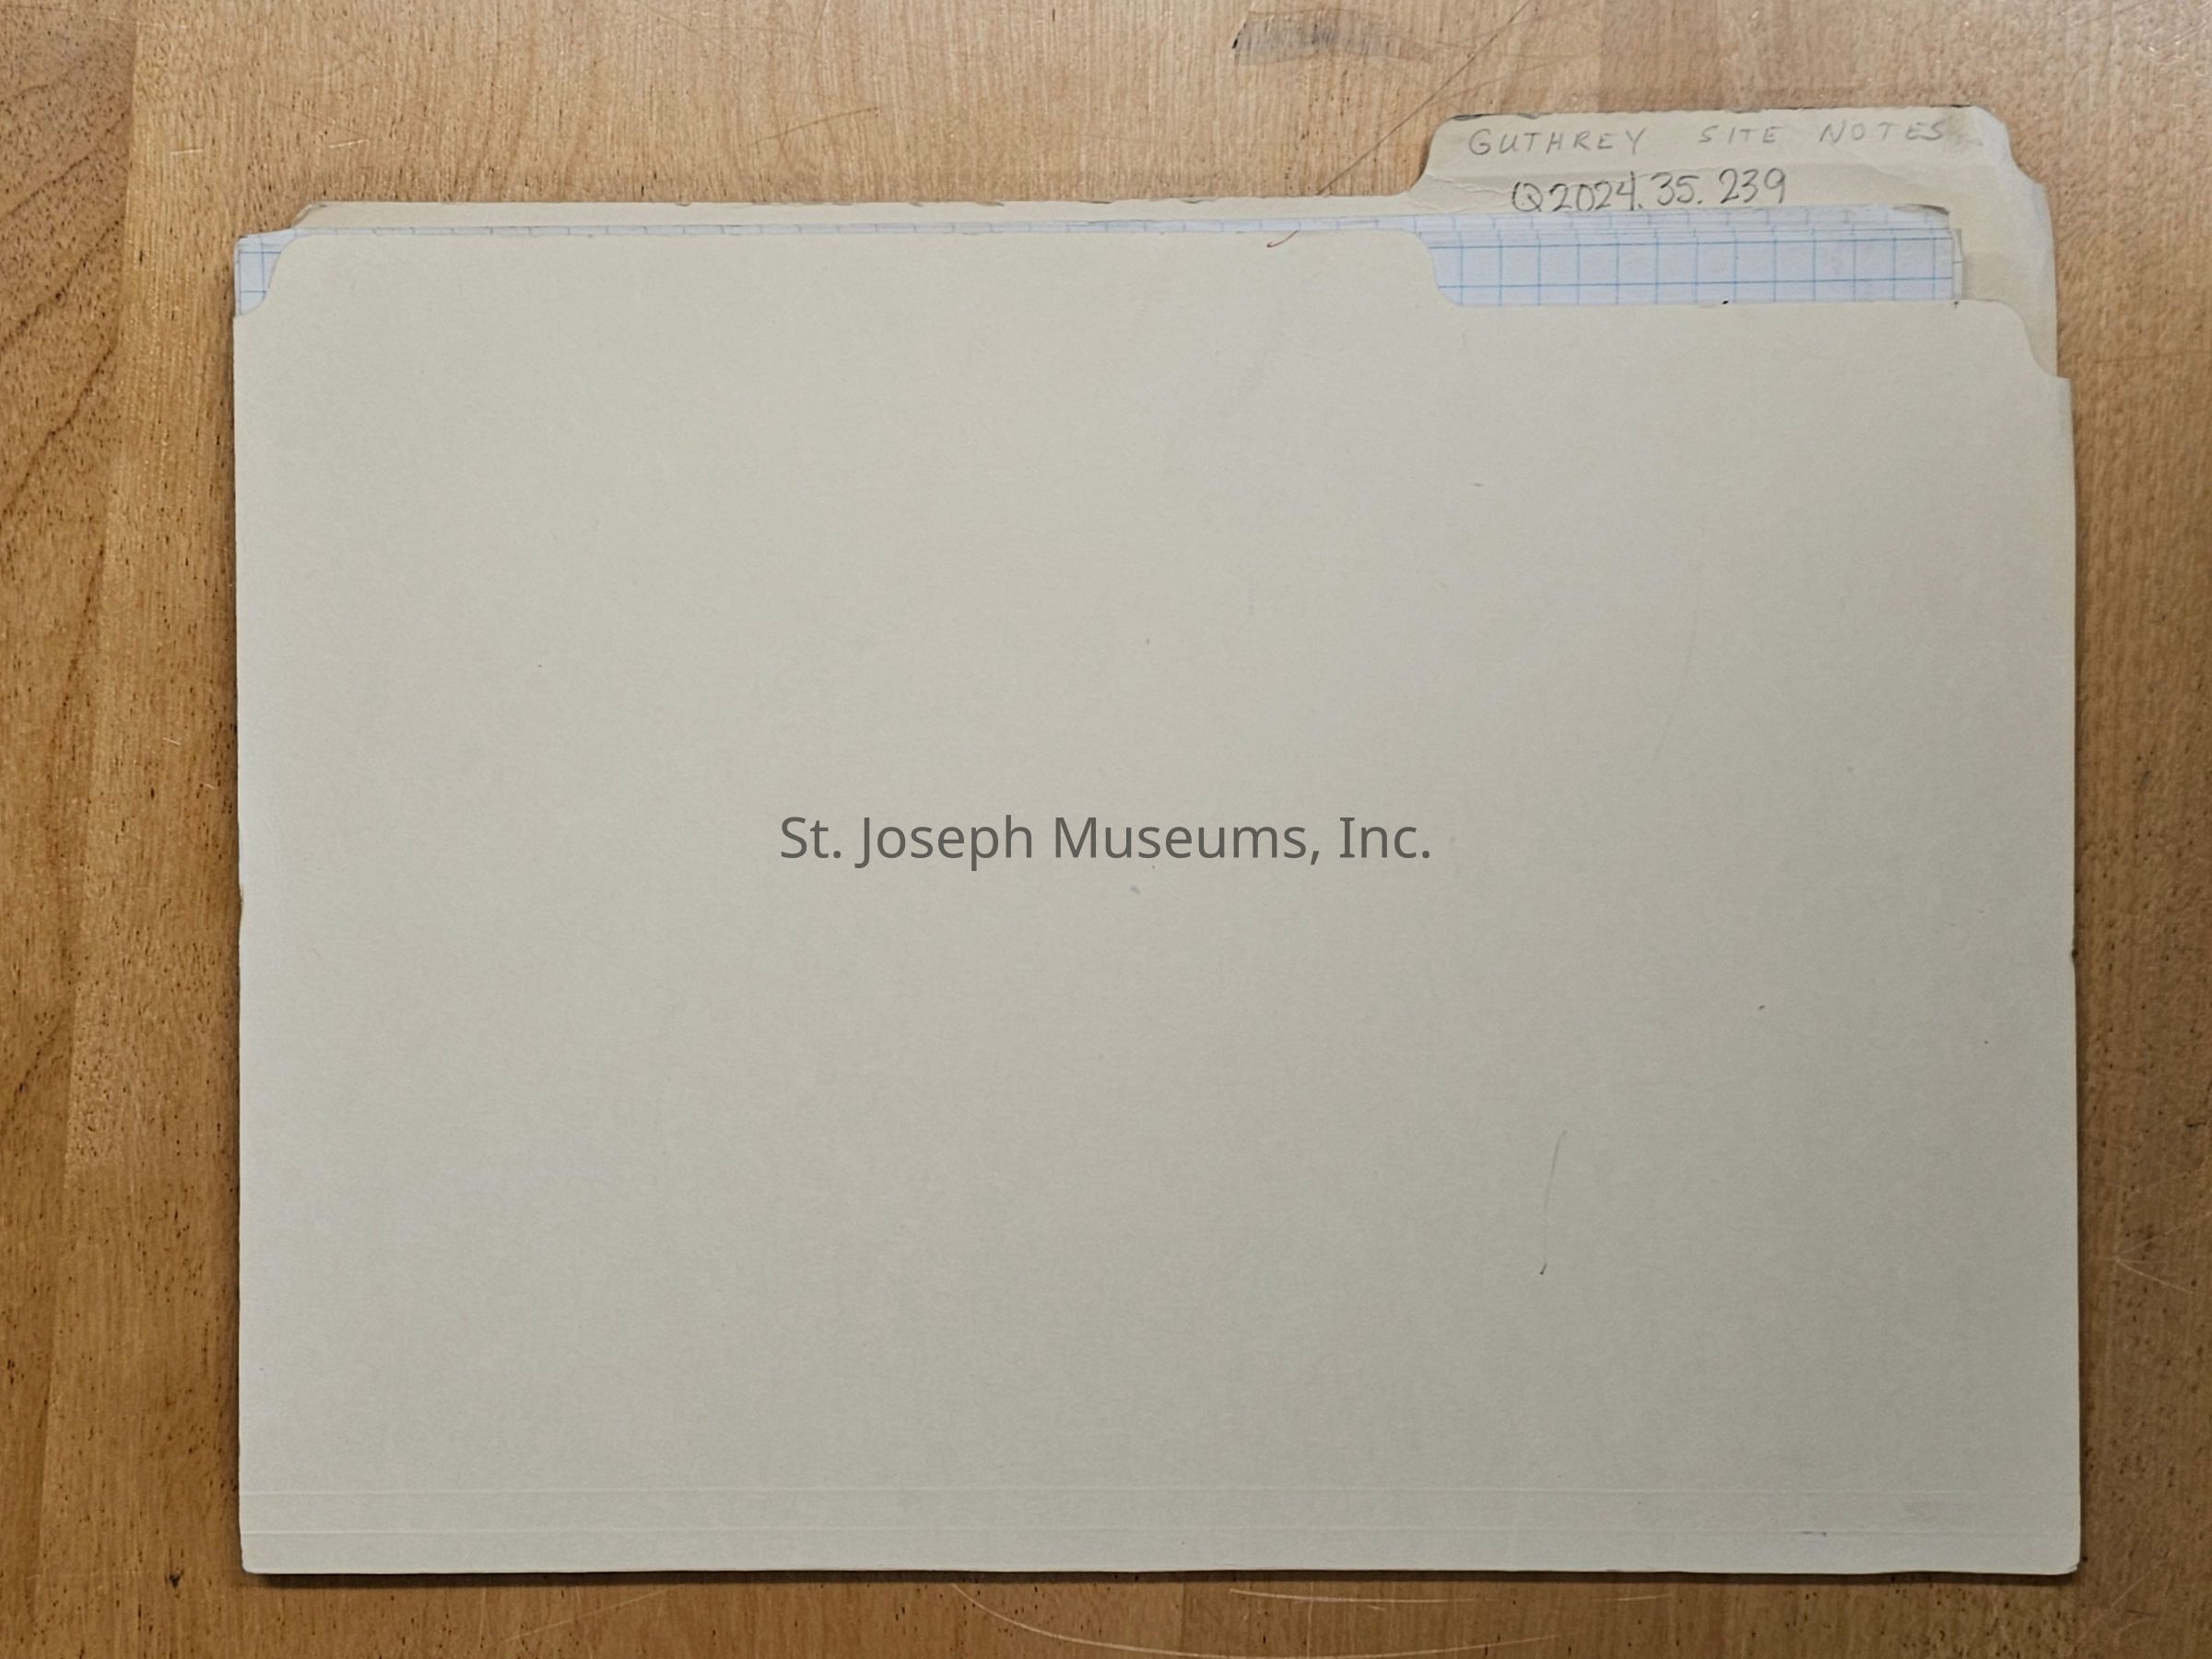 GUTHREY SITE NOTES
Q2024.35.239
St. Joseph Museums, Inc.